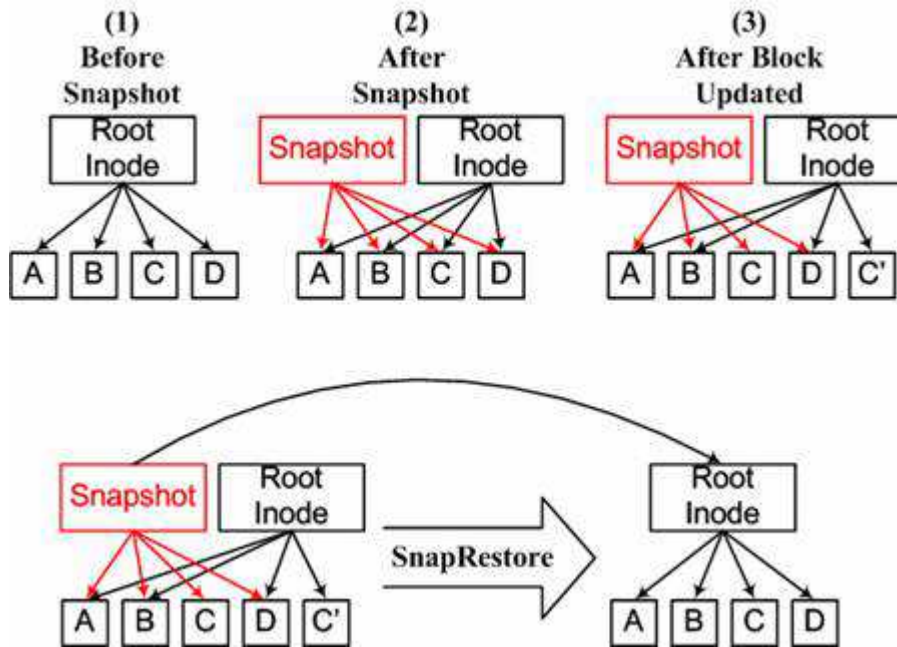 (1)
Before
Snapshot
(2)
After
Snapshot
(3)
After Block
Updated
Root
Inode
Snapshot
Root
Inode
Snapshot
Root
Inode
A B C D
A B C D
A B C D C'
Snapshot
Root
Inode
SnapRestore
Root
Inode
A B C D C'
A B C D